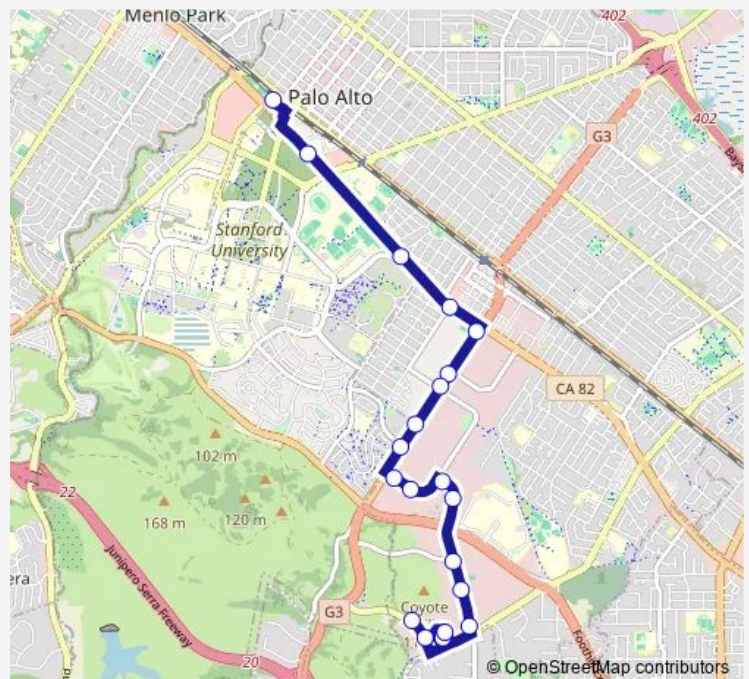 Menlo Park
402
Palo Alto
G3
402
Stanford
University
CA 82
102 m
22
168 m
120 m
Junipero Serra Freeway
G3
Coyote
20
© OpenStreetMap contributors